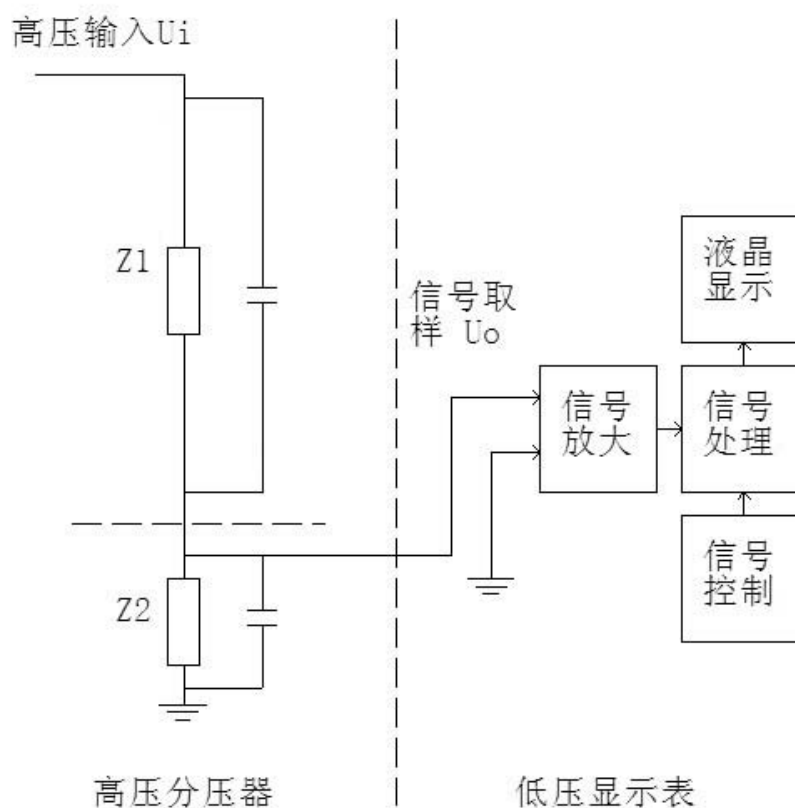 高压输入Ui
Z1
信号取
样 Uo
液晶
显示
信号
放大
信号
处理
Z2
信号
控制
高压分压器
低压显示表